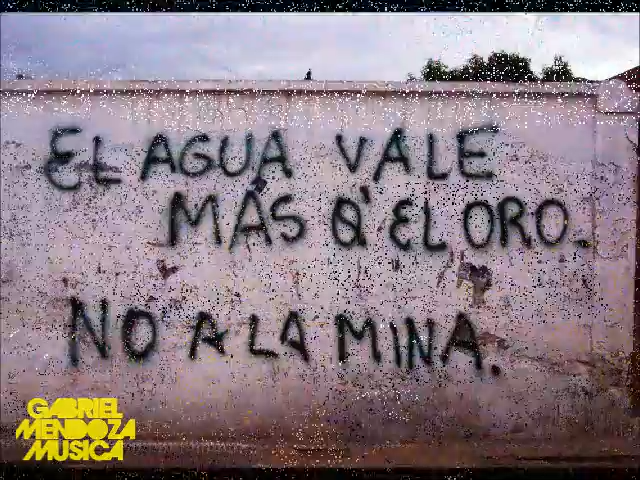 EL AGUA VALE
MÁS Q' EL ORO.
NO A LA MINA.
GABRIEL
MENDOZA
MUSICA